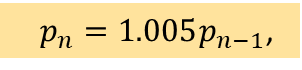 pₙ = 1.005pₙ₋₁,